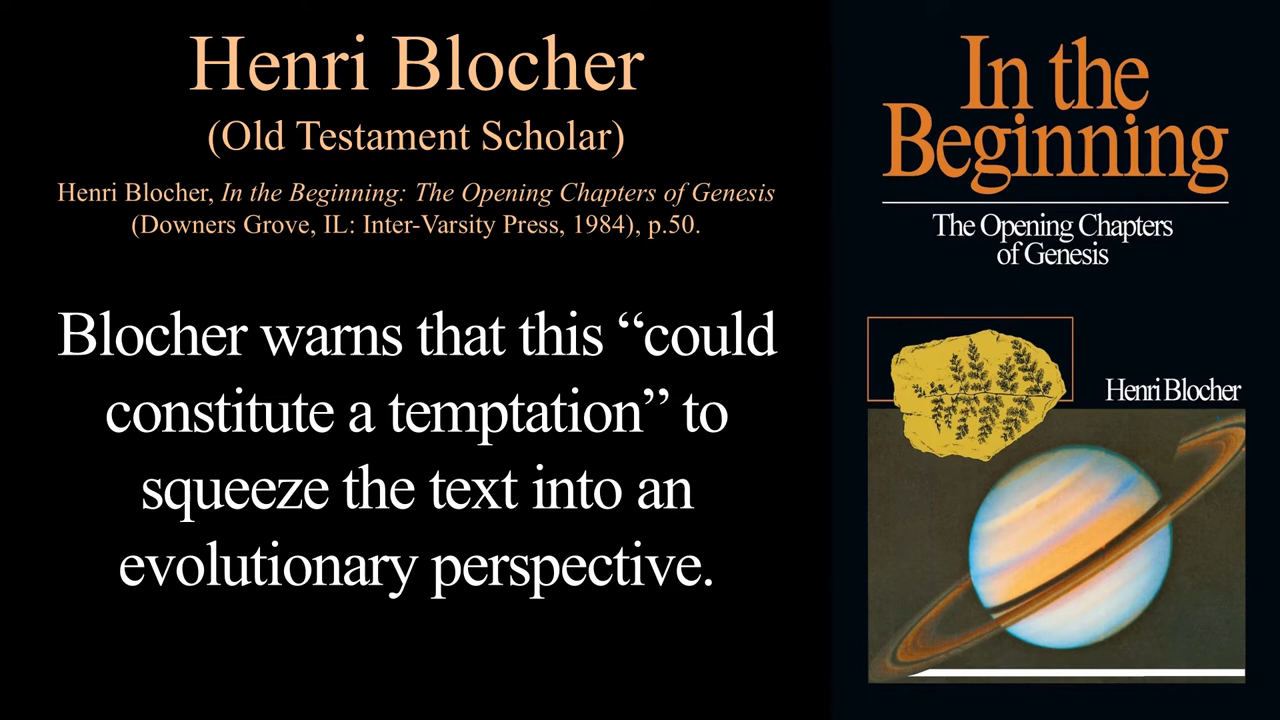 Henri Blocher
(Old Testament Scholar)
Henri Blocher, In the Beginning: The Opening Chapters of Genesis
(Downers Grove, IL: Inter-Varsity Press, 1984), p.50.
Blocher warns that this “could
constitute a temptation” to
squeeze the text into an
evolutionary perspective.
In the
Beginning
The Opening Chapters
of Genesis
Henri Blocher